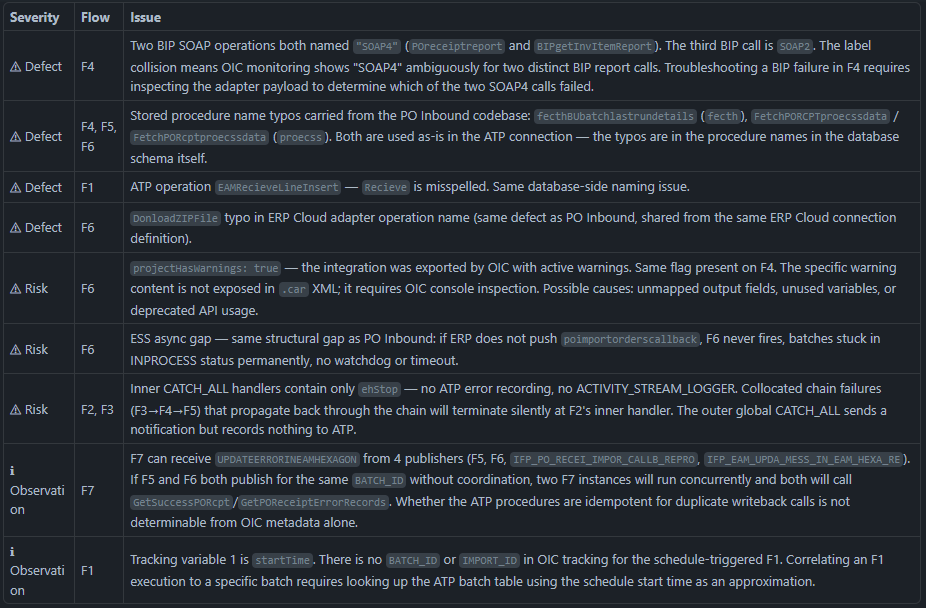 Severity Flow Issue
⚠ Defect F4 Two BIP SOAP operations both named "SOAP4" (POreceiptreport and BIPgetInvItemReport). The third BIP call is SOAP2. The label
collision means OIC monitoring shows "SOAP4" ambiguously for two distinct BIP report calls. Troubleshooting a BIP failure in F4 requires
inspecting the adapter payload to determine which of the two SOAP4 calls failed.
⚠ Defect F4, F5, F6 Stored procedure name typos carried from the PO Inbound codebase: fecthBUbatchlastrundetails (fecth), FetchPORCPTproecssdata /
FetchPORcptproecssdata (proecss). Both are used as-is in the ATP connection — the typos are in the procedure names in the database
schema itself.
⚠ Defect F1 ATP operation EAMRecieveLineInsert — Recieve is misspelled. Same database-side naming issue.
⚠ Defect F6 DonloadZIPFile typo in ERP Cloud adapter operation name (same defect as PO Inbound, shared from the same ERP Cloud connection
definition).
⚠ Risk F6 projectHasWarnings: true — the integration was exported by OIC with active warnings. Same flag present on F4. The specific warning
content is not exposed in .car XML; it requires OIC console inspection. Possible causes: unmapped output fields, unused variables, or
deprecated API usage.
⚠ Risk F6 ESS async gap — same structural gap as PO Inbound: if ERP does not push poimportorderscallback, F6 never fires, batches stuck in
INPROCESS status permanently, no watchdog or timeout.
⚠ Risk F2, F3 Inner CATCH_ALL handlers contain only ehStop — no ATP error recording, no ACTIVITY_STREAM_LOGGER. Collocated chain failures
(F3→F4→F5) that propagate back through the chain will terminate silently at F2's inner handler. The outer global CATCH_ALL sends a
notification but records nothing to ATP.
ℹ Observation F7 F7 can receive UPDATEERRORINEAMHEXAGON from 4 publishers (F5, F6, IFP_PO_RECEI_IMPOR_CALLB_REPRO, IFP_EAM_UPDA_MESS_IN_EAM_HEXA_RE).
If F5 and F6 both publish for the same BATCH_ID without coordination, two F7 instances will run concurrently and both will call
GetSuccessPORcpt/GetPOReceiptErrorRecords. Whether the ATP procedures are idempotent for duplicate writeback calls is not
determinable from OIC metadata alone.
ℹ Observation F1 Tracking variable 1 is startTime. There is no BATCH_ID or IMPORT_ID in OIC tracking for the schedule-triggered F1. Correlating an F1
execution to a specific batch requires looking up the ATP batch table using the schedule start time as an approximation.